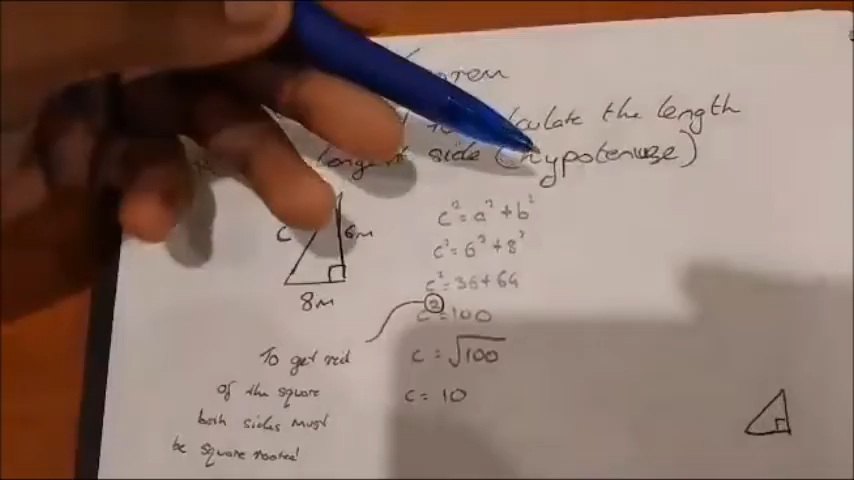 calculate the length
side (hypotenuse)
c² = a² + b²
c 6m
c² = 6² + 8²
c² = 36 + 64
8m
c² = 100
To get rid
c = √100
of the square
c = 10
both sides must
be square rooted